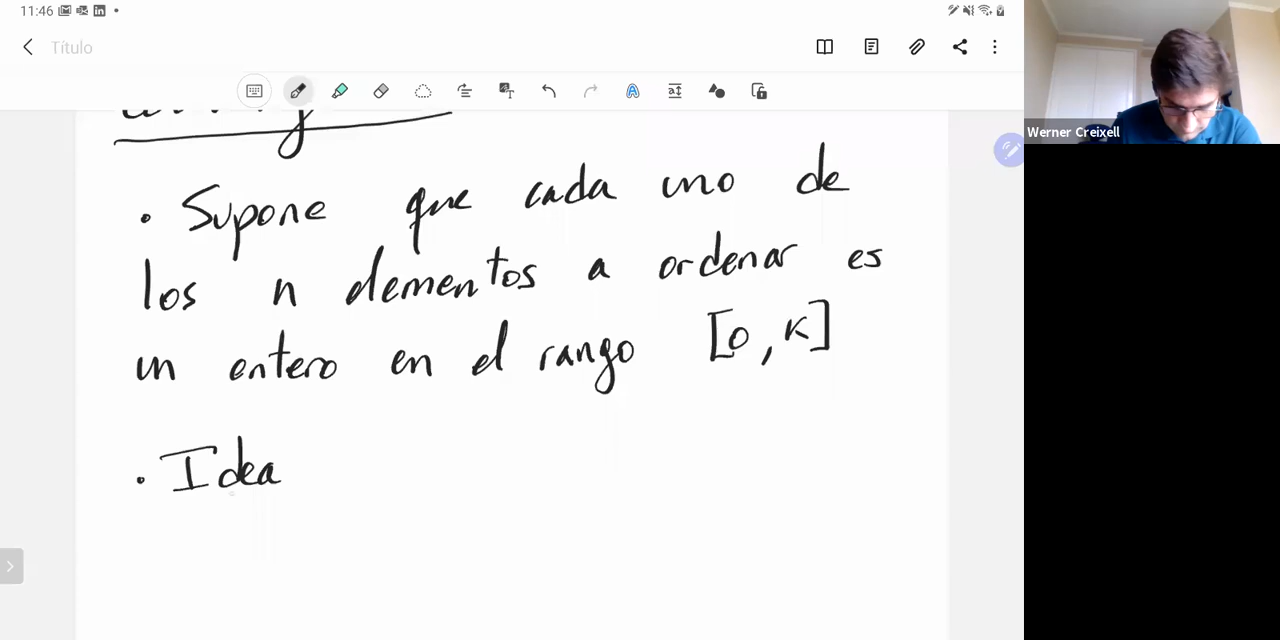 11:46
Título
Werner Creixell
• Supone que cada uno de
los n elementos a ordenar es
un entero en el rango [0, K]
• Idea